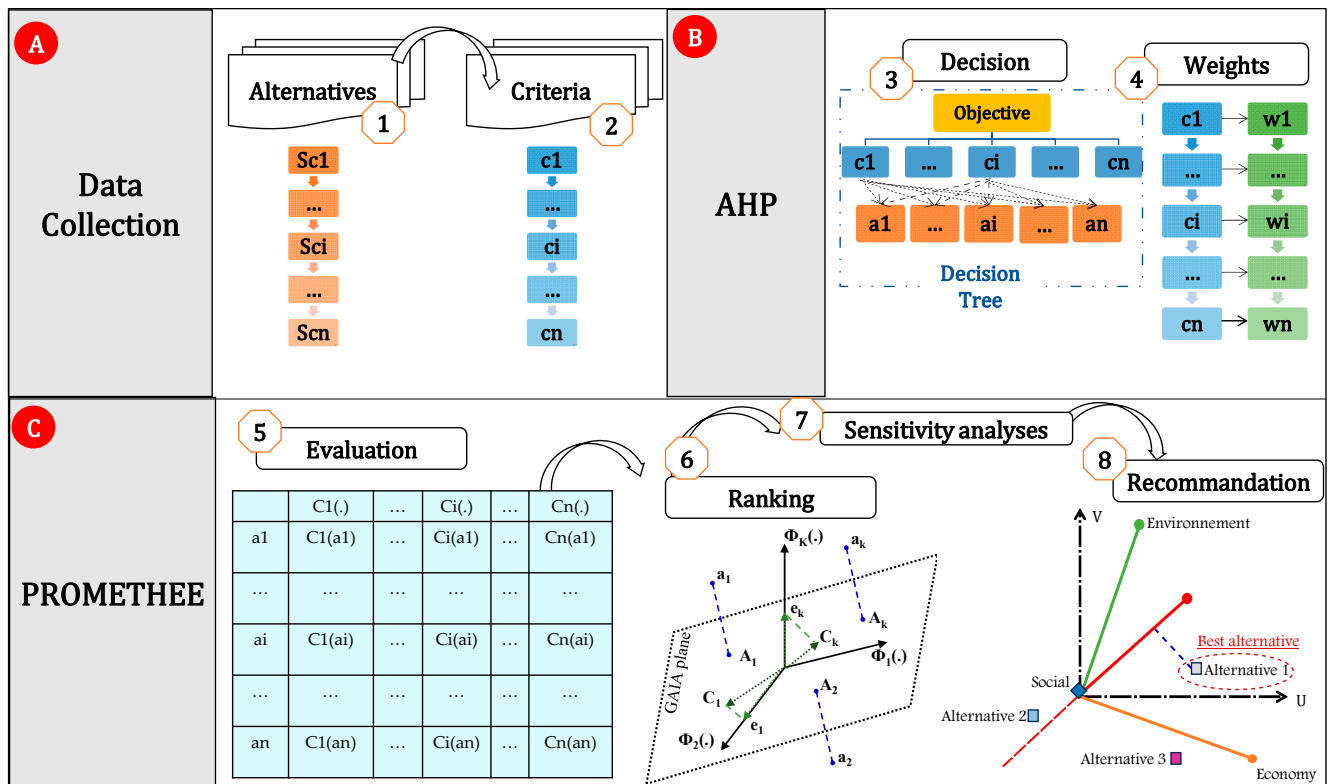 A
Data
Collection
Alternatives
1
Criteria
2
Sc1
...
Sci
...
Scn
c1
...
ci
...
cn
B
AHP
3
Decision
Objective
c1 ... ci ... cn
a1 ... ai ... an
Decision
Tree
4
Weights
c1 w1
... ...
ci wi
... ...
cn wn
C
PROMETHEE
5
Evaluation
C1(.) ... Ci(.) ... Cn(.)
a1 C1(a1) ... Ci(a1) ... Cn(a1)
... ... ... ... ... ...
ai C1(ai) ... Ci(ai) ... Cn(ai)
... ... ... ... ... ...
an C1(an) ... Ci(an) ... Cn(an)
6
Ranking
ΦK(.)
ak
a1
ek
Ck
Ak
A1
Φ1(.)
GAIA plane
C1
A2
e1
Φ2(.)
a2
7
Sensitivity analyses
8
Recommandation
V
Environnement
Best alternative
Alternative 1
Social
U
Alternative 2
Alternative 3
Economy